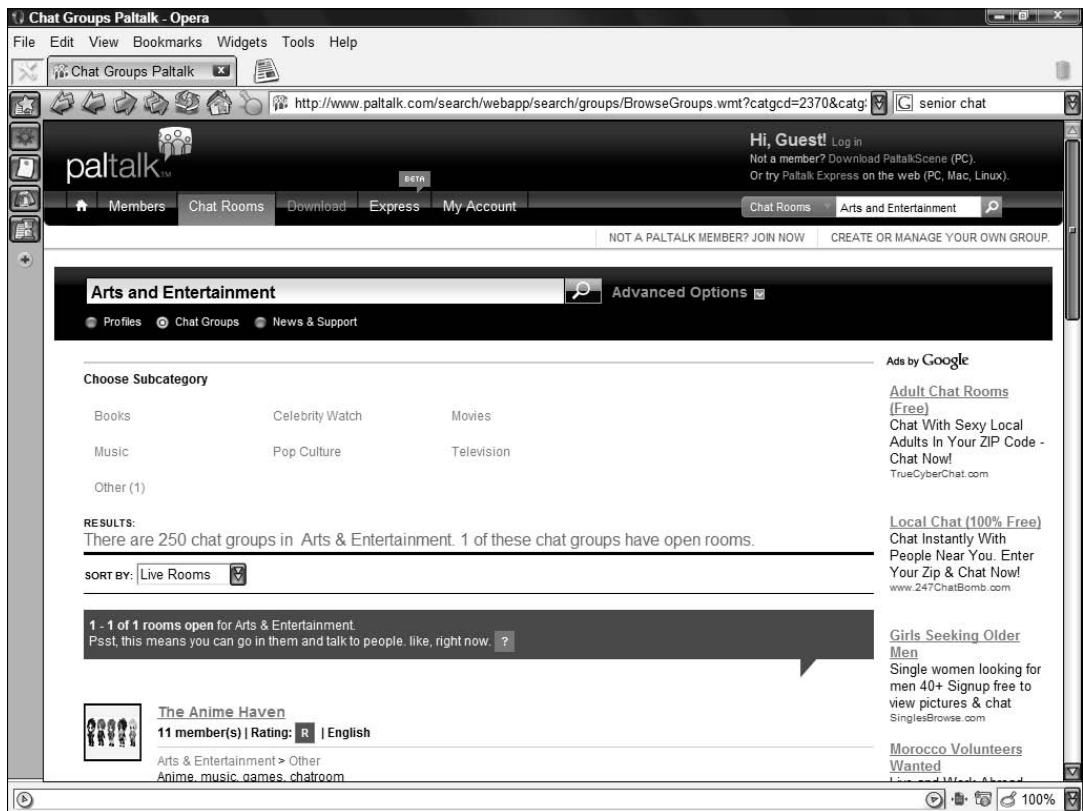 Chat Groups Paltalk - Opera
File Edit View Bookmarks Widgets Tools Help
Chat Groups Paltalk
http://www.paltalk.com/search/webapp/search/groups/BrowseGroups.wmt?catgcd=2370&catg
G senior chat
paltalk TM
Hi, Guest! Log in
Not a member? Download PaltalkScene (PC).
Or try Paltalk Express on the web (PC, Mac, Linux).
BETA
Members Chat Rooms Download Express My Account
Chat Rooms Arts and Entertainment
NOT A PALTALK MEMBER? JOIN NOW CREATE OR MANAGE YOUR OWN GROUP.
Arts and Entertainment Advanced Options
Profiles Chat Groups News & Support
Choose Subcategory
Books Celebrity Watch Movies
Music Pop Culture Television
Other (1)
RESULTS:
There are 250 chat groups in Arts & Entertainment. 1 of these chat groups have open rooms.
SORT BY: Live Rooms
1 - 1 of 1 rooms open for Arts & Entertainment.
Psst, this means you can go in them and talk to people. like, right now. ?
The Anime Haven
11 member(s) | Rating: R | English
Arts & Entertainment > Other
Anime, music, games, chatroom
Ads by Google
Adult Chat Rooms
(Free)
Chat With Sexy Local
Adults In Your ZIP Code -
Chat Now!
TrueCyberChat.com
Local Chat (100% Free)
Chat Instantly With
People Near You. Enter
Your Zip & Chat Now!
www.247ChatBomb.com
Girls Seeking Older
Men
Single women looking for
men 40+ Signup free to
view pictures & chat
SinglesBrowse.com
Morocco Volunteers
Wanted
Live and Work Abroad
100%